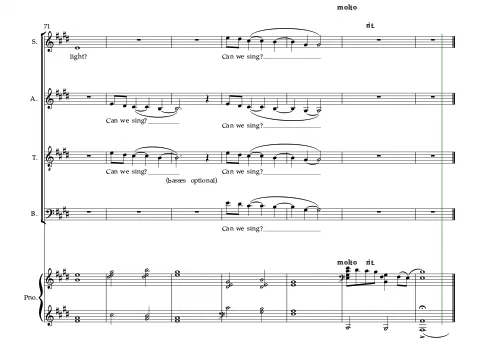 molto
rit.
71
S.
light?
Can we sing?
A.
Can we sing?
Can we sing?
T.
Can we sing?
Can we sing?
(basses optional)
B.
Can we sing?
molto rit.
Pno.